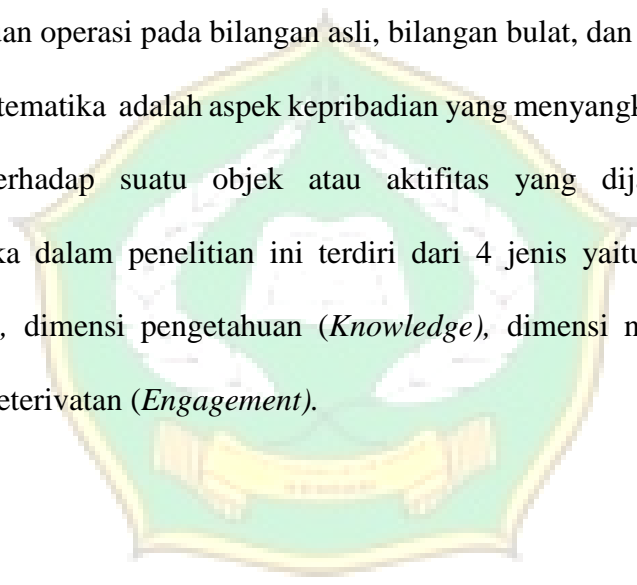 an operasi pada bilangan asli, bilangan bulat, dan
tematika adalah aspek kepribadian yang menyangk
erhadap suatu objek atau aktifitas yang dij
ka dalam penelitian ini terdiri dari 4 jenis yaitu
, dimensi pengetahuan (Knowledge), dimensi
eterivatan (Engagement).